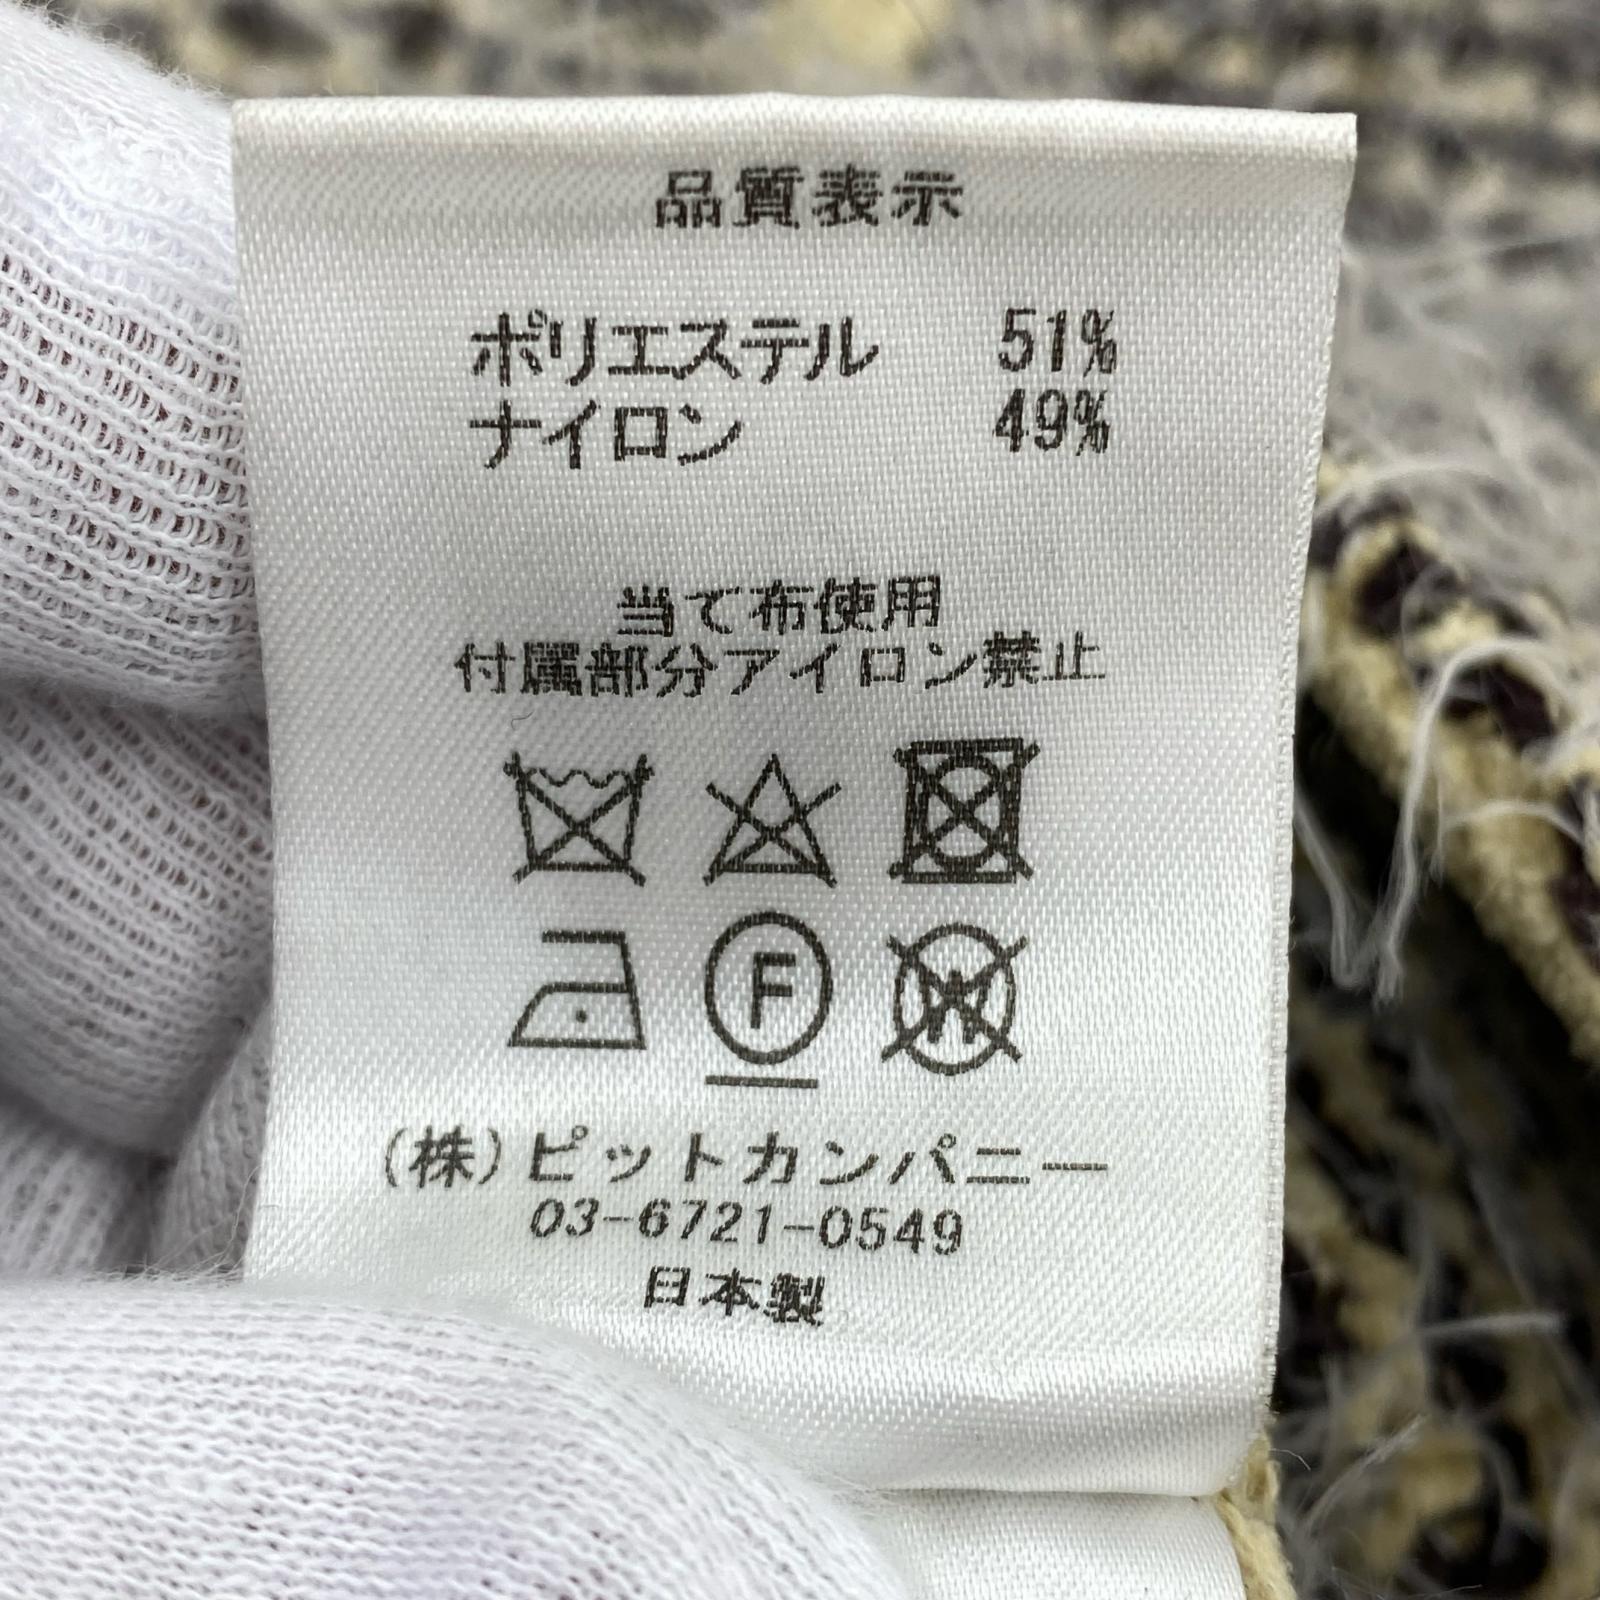 品質表示
ポリエステル 51%
ナイロン 49%
当て布使用
付属部分アイロン禁止
F
W
(株)ピットカンパニー
03-6721-0549
日本製